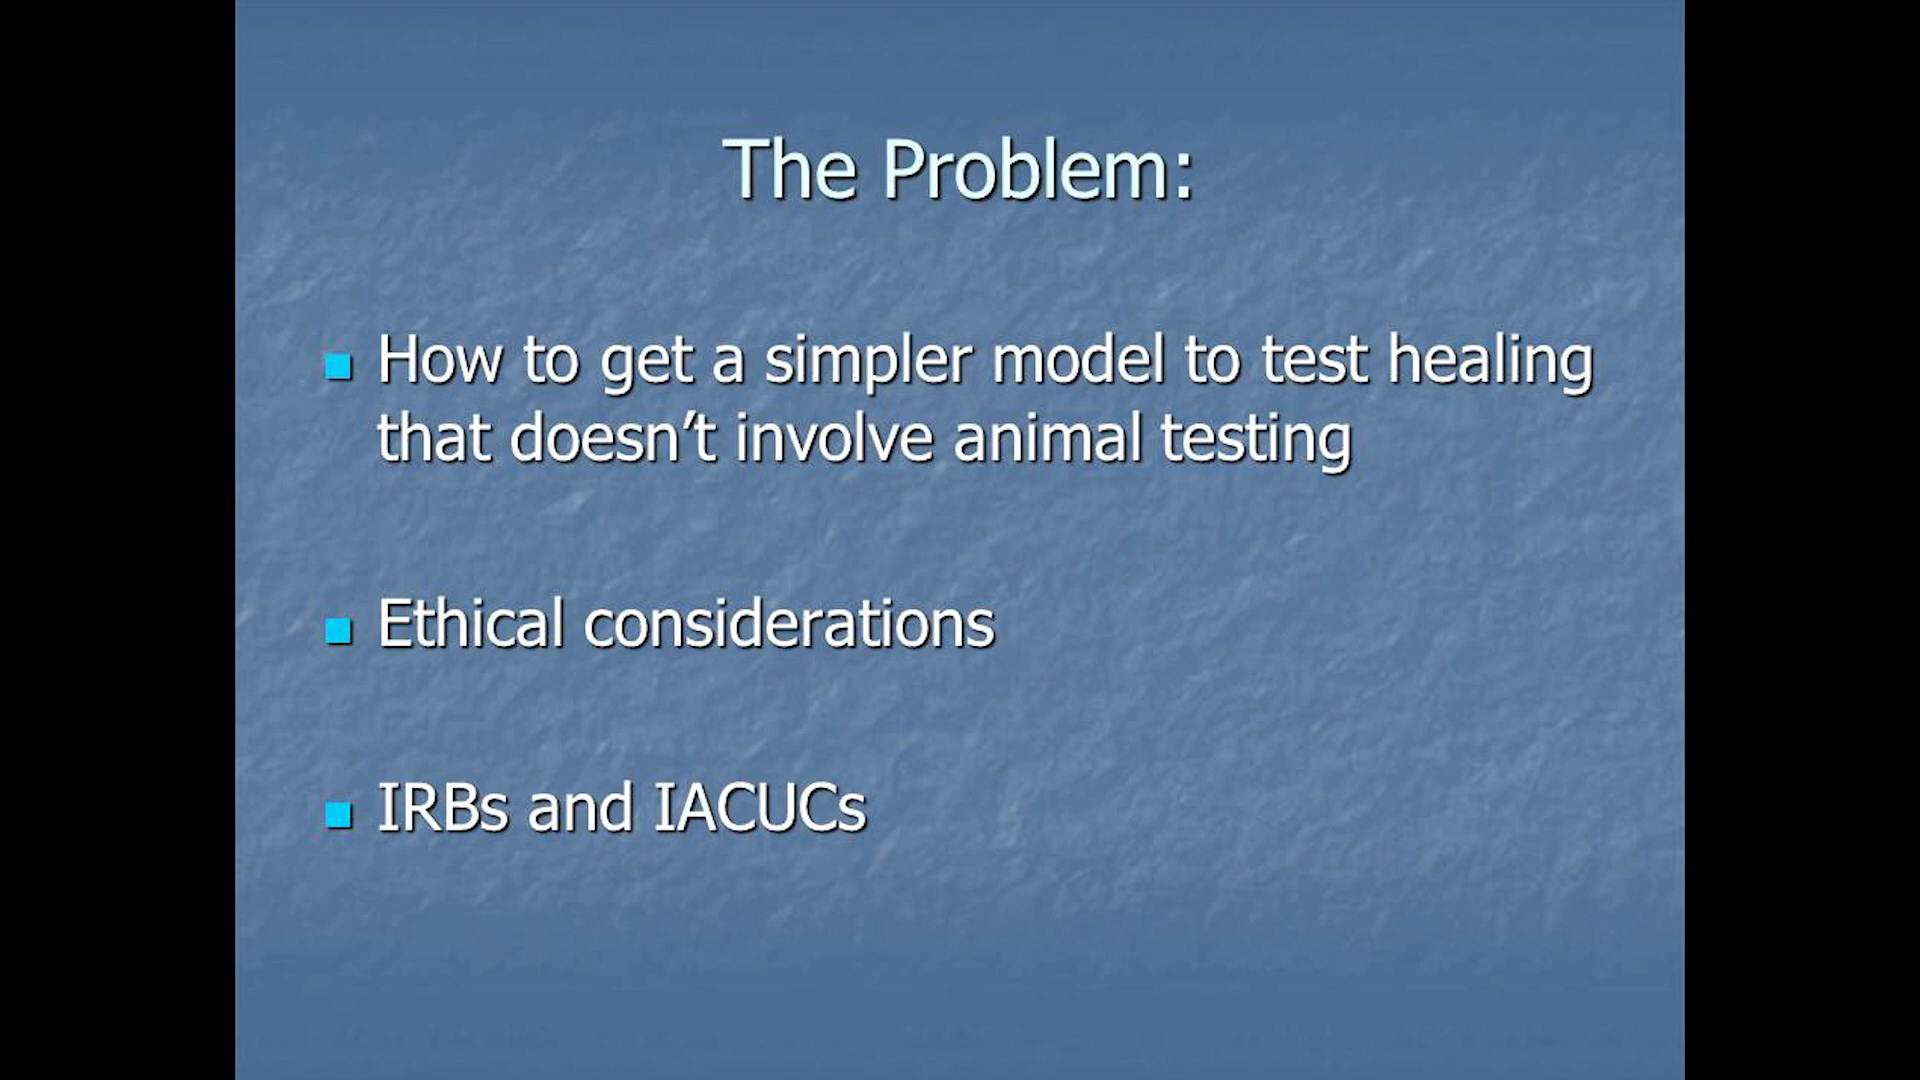 The Problem:
How to get a simpler model to test healing
that doesn’t involve animal testing
Ethical considerations
IRBs and IACUCs